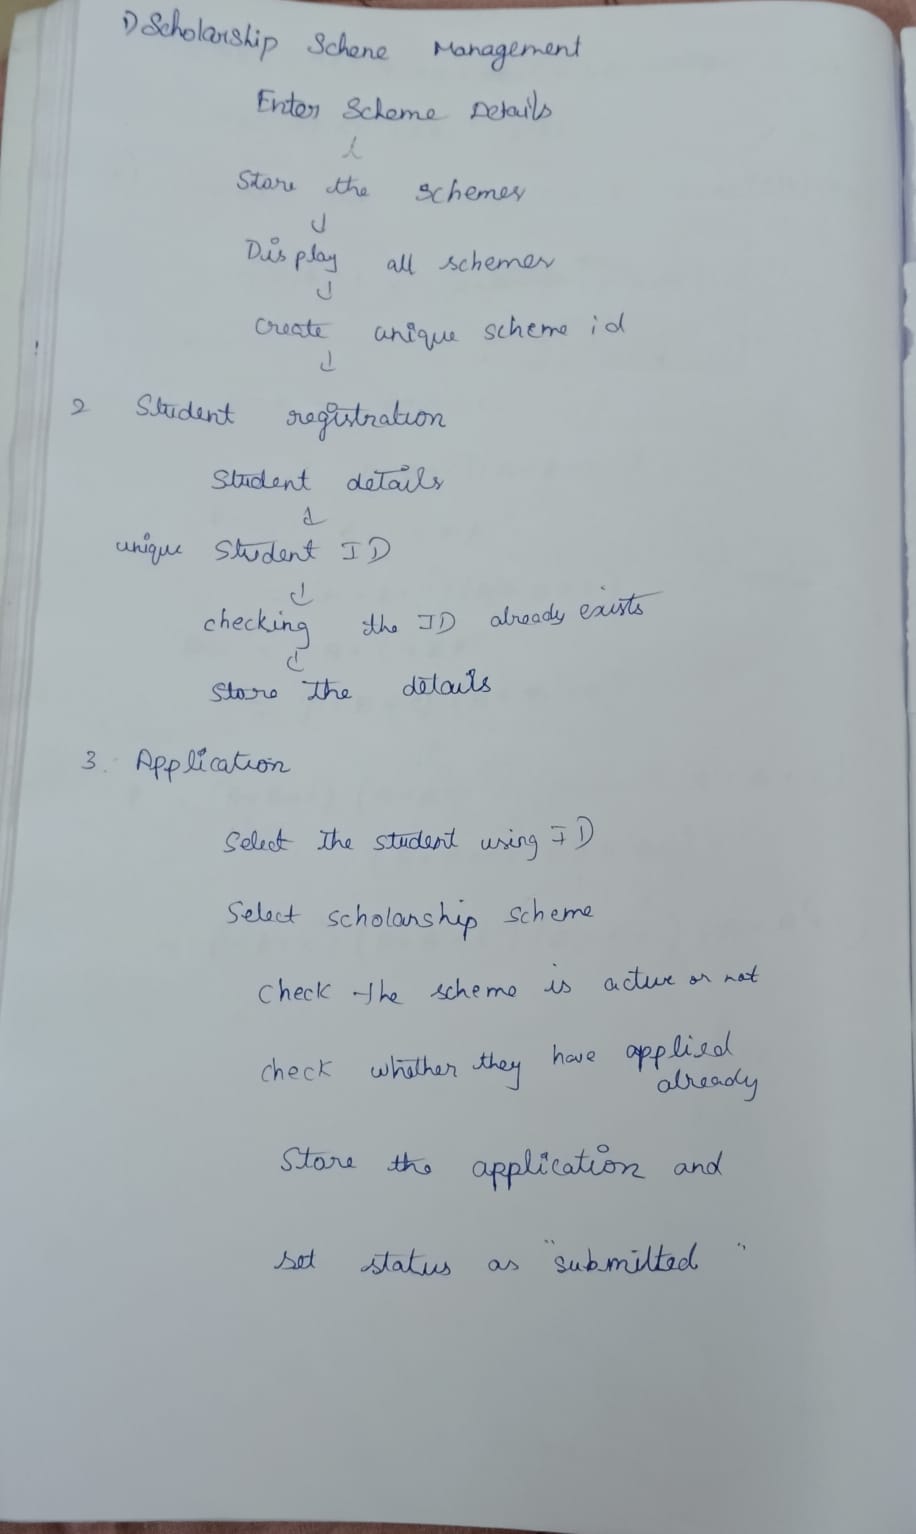 1) Scholarship Scheme Management
Enter Scheme Details
↓
Store the schemes
↓
Display all schemes
↓
Create unique scheme id
↓
2 Student registration
Student details
↓
unique Student ID
↓
checking the ID already exists
↓
Store the details
3. Application
Select the student using ID
Select scholarship scheme
check the scheme is active or not
check whether they have applied
already
Store the application and
set status as "submitted"